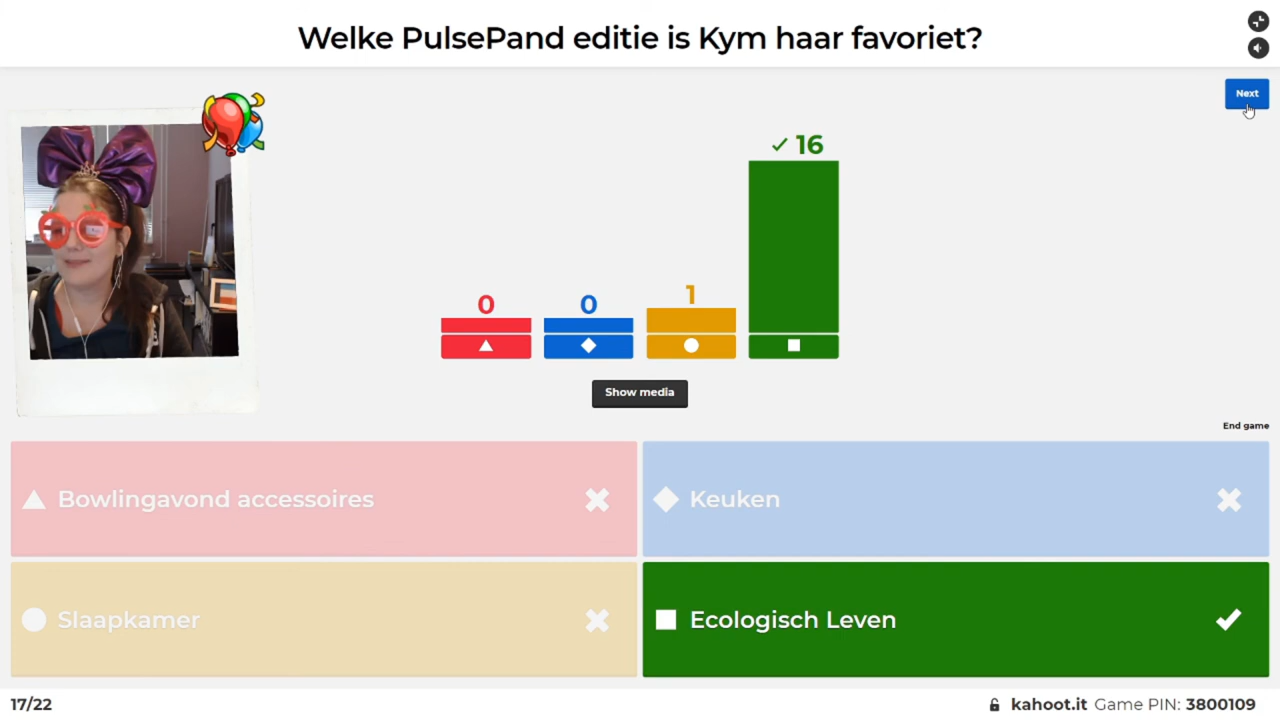 Welke PulsePand editie is Kym haar favoriet?
Next
16
0
0
1
Show media
End game
Bowlingavond accessoires
Keuken
Slaapkamer
Ecologisch Leven
17/22
kahoot.it Game PIN: 3800109